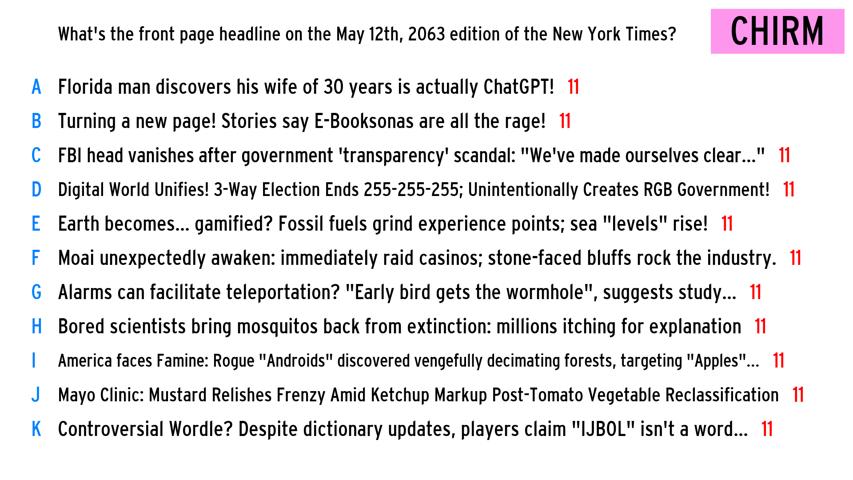 What's the front page headline on the May 12th, 2063 edition of the New York Times?
CHIRM
A Florida man discovers his wife of 30 years is actually ChatGPT! 11
B Turning a new page! Stories say E-Booksonas are all the rage! 11
C FBI head vanishes after government 'transparency' scandal: "We've made ourselves clear..." 11
D Digital World Unifies! 3-Way Election Ends 255-255-255; Unintentionally Creates RGB Government! 11
E Earth becomes... gamified? Fossil fuels grind experience points; sea "levels" rise! 11
F Moai unexpectedly awaken: immediately raid casinos; stone-faced bluffs rock the industry. 11
G Alarms can facilitate teleportation? "Early bird gets the wormhole", suggests study... 11
H Bored scientists bring mosquitos back from extinction: millions itching for explanation 11
I America faces Famine: Rogue "Androids" discovered vengefully decimating forests, targeting "Apples"... 11
J Mayo Clinic: Mustard Relishes Frenzy Amid Ketchup Markup Post-Tomato Vegetable Reclassification 11
K Controversial Wordle? Despite dictionary updates, players claim "IJBOL" isn't a word... 11